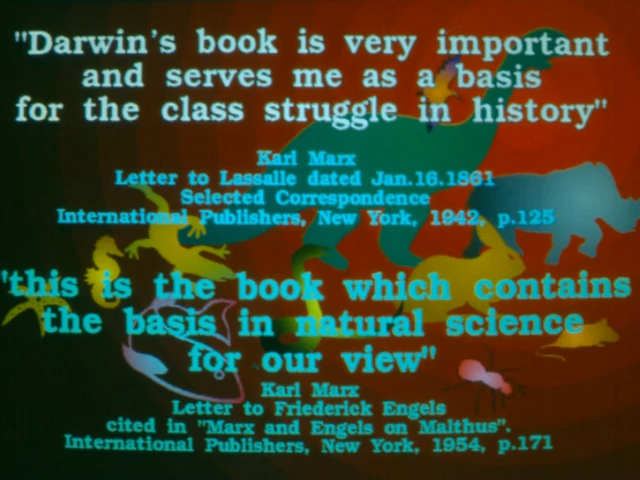 "Darwin's book is very important
and serves me as a basis
for the class struggle in history"
Karl Marx
Letter to Lassalle dated Jan.16.1861
Selected Correspondence
International Publishers, New York, 1942, p.125
"this is the book which contains
the basis in natural science
for our view"
Karl Marx
Letter to Friederick Engels
cited in "Marx and Engels on Malthus".
International Publishers, New York, 1954, p.171